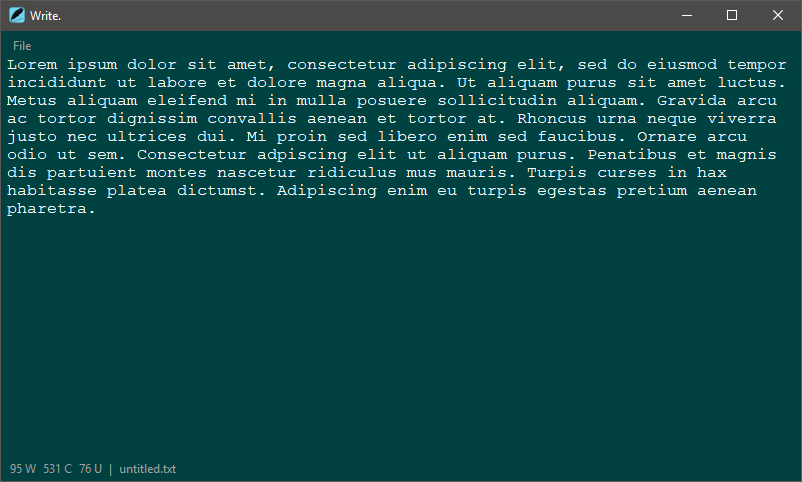 Write.
File
Lorem ipsum dolor sit amet, consectetur adipiscing elit, sed do eiusmod tempor
incididunt ut labore et dolore magna aliqua. Ut aliquam purus sit amet luctus.
Metus aliquam eleifend mi in mulla posuere sollicitudin aliquam. Gravida arcu
ac tortor dignissim convallis aenean et tortor at. Rhoncus urna neque viverra
justo nec ultrices dui. Mi proin sed libero enim sed faucibus. Ornare arcu
odio ut sem. Consectetur adpiscing elit ut aliquam purus. Penatibus et magnis
dis partuient montes nascetur ridiculus mus mauris. Turpis curses in hax
habitasse platea dictumst. Adipiscing enim eu turpis egestas pretium aenean
pharetra.
95 W 531 C 76 U | untitled.txt